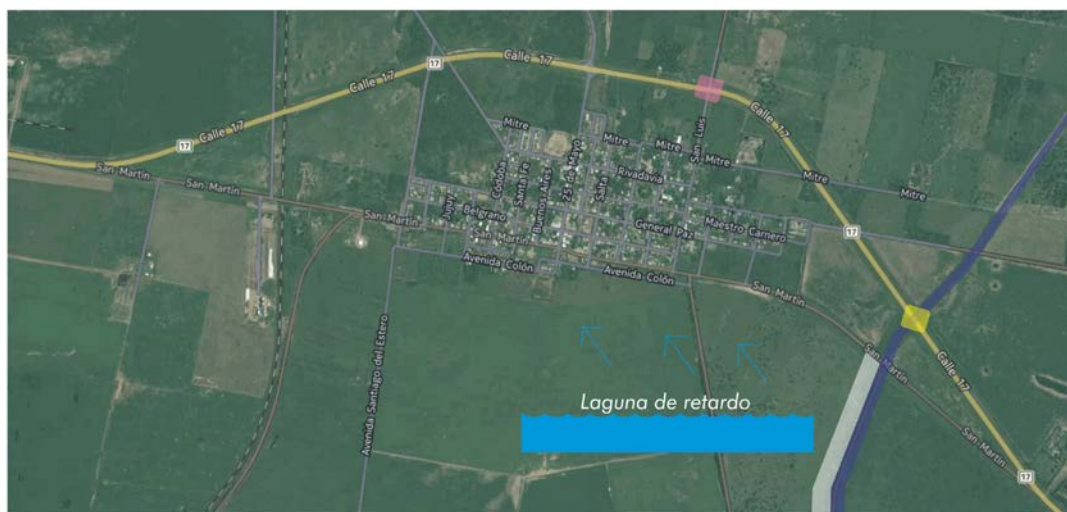 Calle 17
Calle 17
17
Calle 17
17
Calle 17
17
Calle 17
17
San Martín
San Martín
San Martín
San Martín
San Martín
San Martín
San Martín
Mitre
Mitre
Mitre
Mitre
Mitre
Mitre
San Luis
Rivadavia
25 de Mayo
Salta
Buenos Aires
Santa Fe
Córdoba
Jujuy
Belgrano
General Paz
Maestro Carnero
Avenida Colón
Avenida Colón
Avenida Santiago del Estero
Laguna de retardo